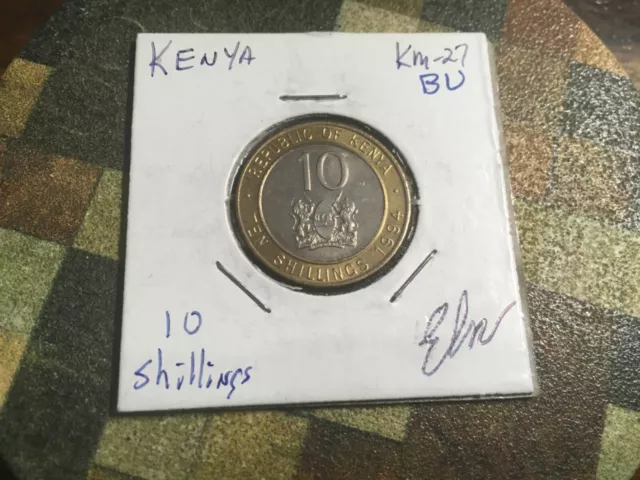 KENYA
Km-27
BU
REPUBLIC OF KENYA
10
TEN SHILLINGS 1994
10
shillings